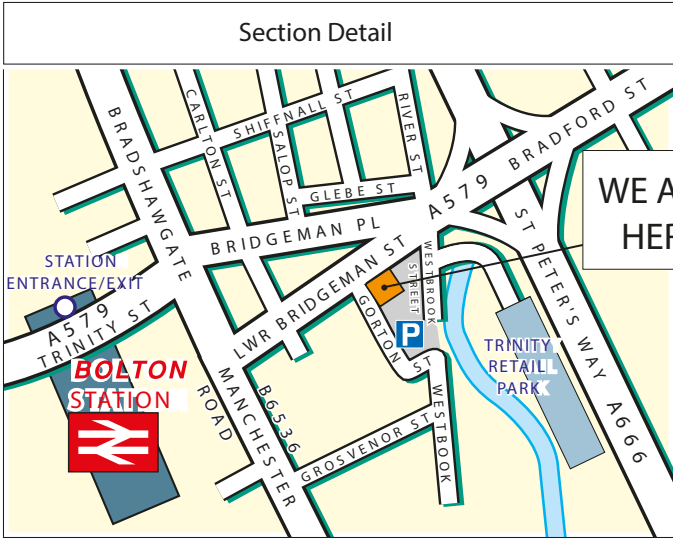 Section Detail
BRADSHAWGATE
CARLTON ST
SHIFFNALL ST
SALOP ST
RIVER ST
GLEBE ST
A579
BRADFORD ST
BRIDGEMAN PL
WE A
HER
ST PETER'S WAY A666
STATION
ENTRANCE/EXIT
A579
TRINITY ST
LWR BRIDGEMAN ST
WESTBROOK
STREET
GORTON ST
P
TRINITY
RETAIL
PARK
BOLTON
STATION
MANCHESTER
ROAD
B6536
GROSVENOR ST
WESTBOOK